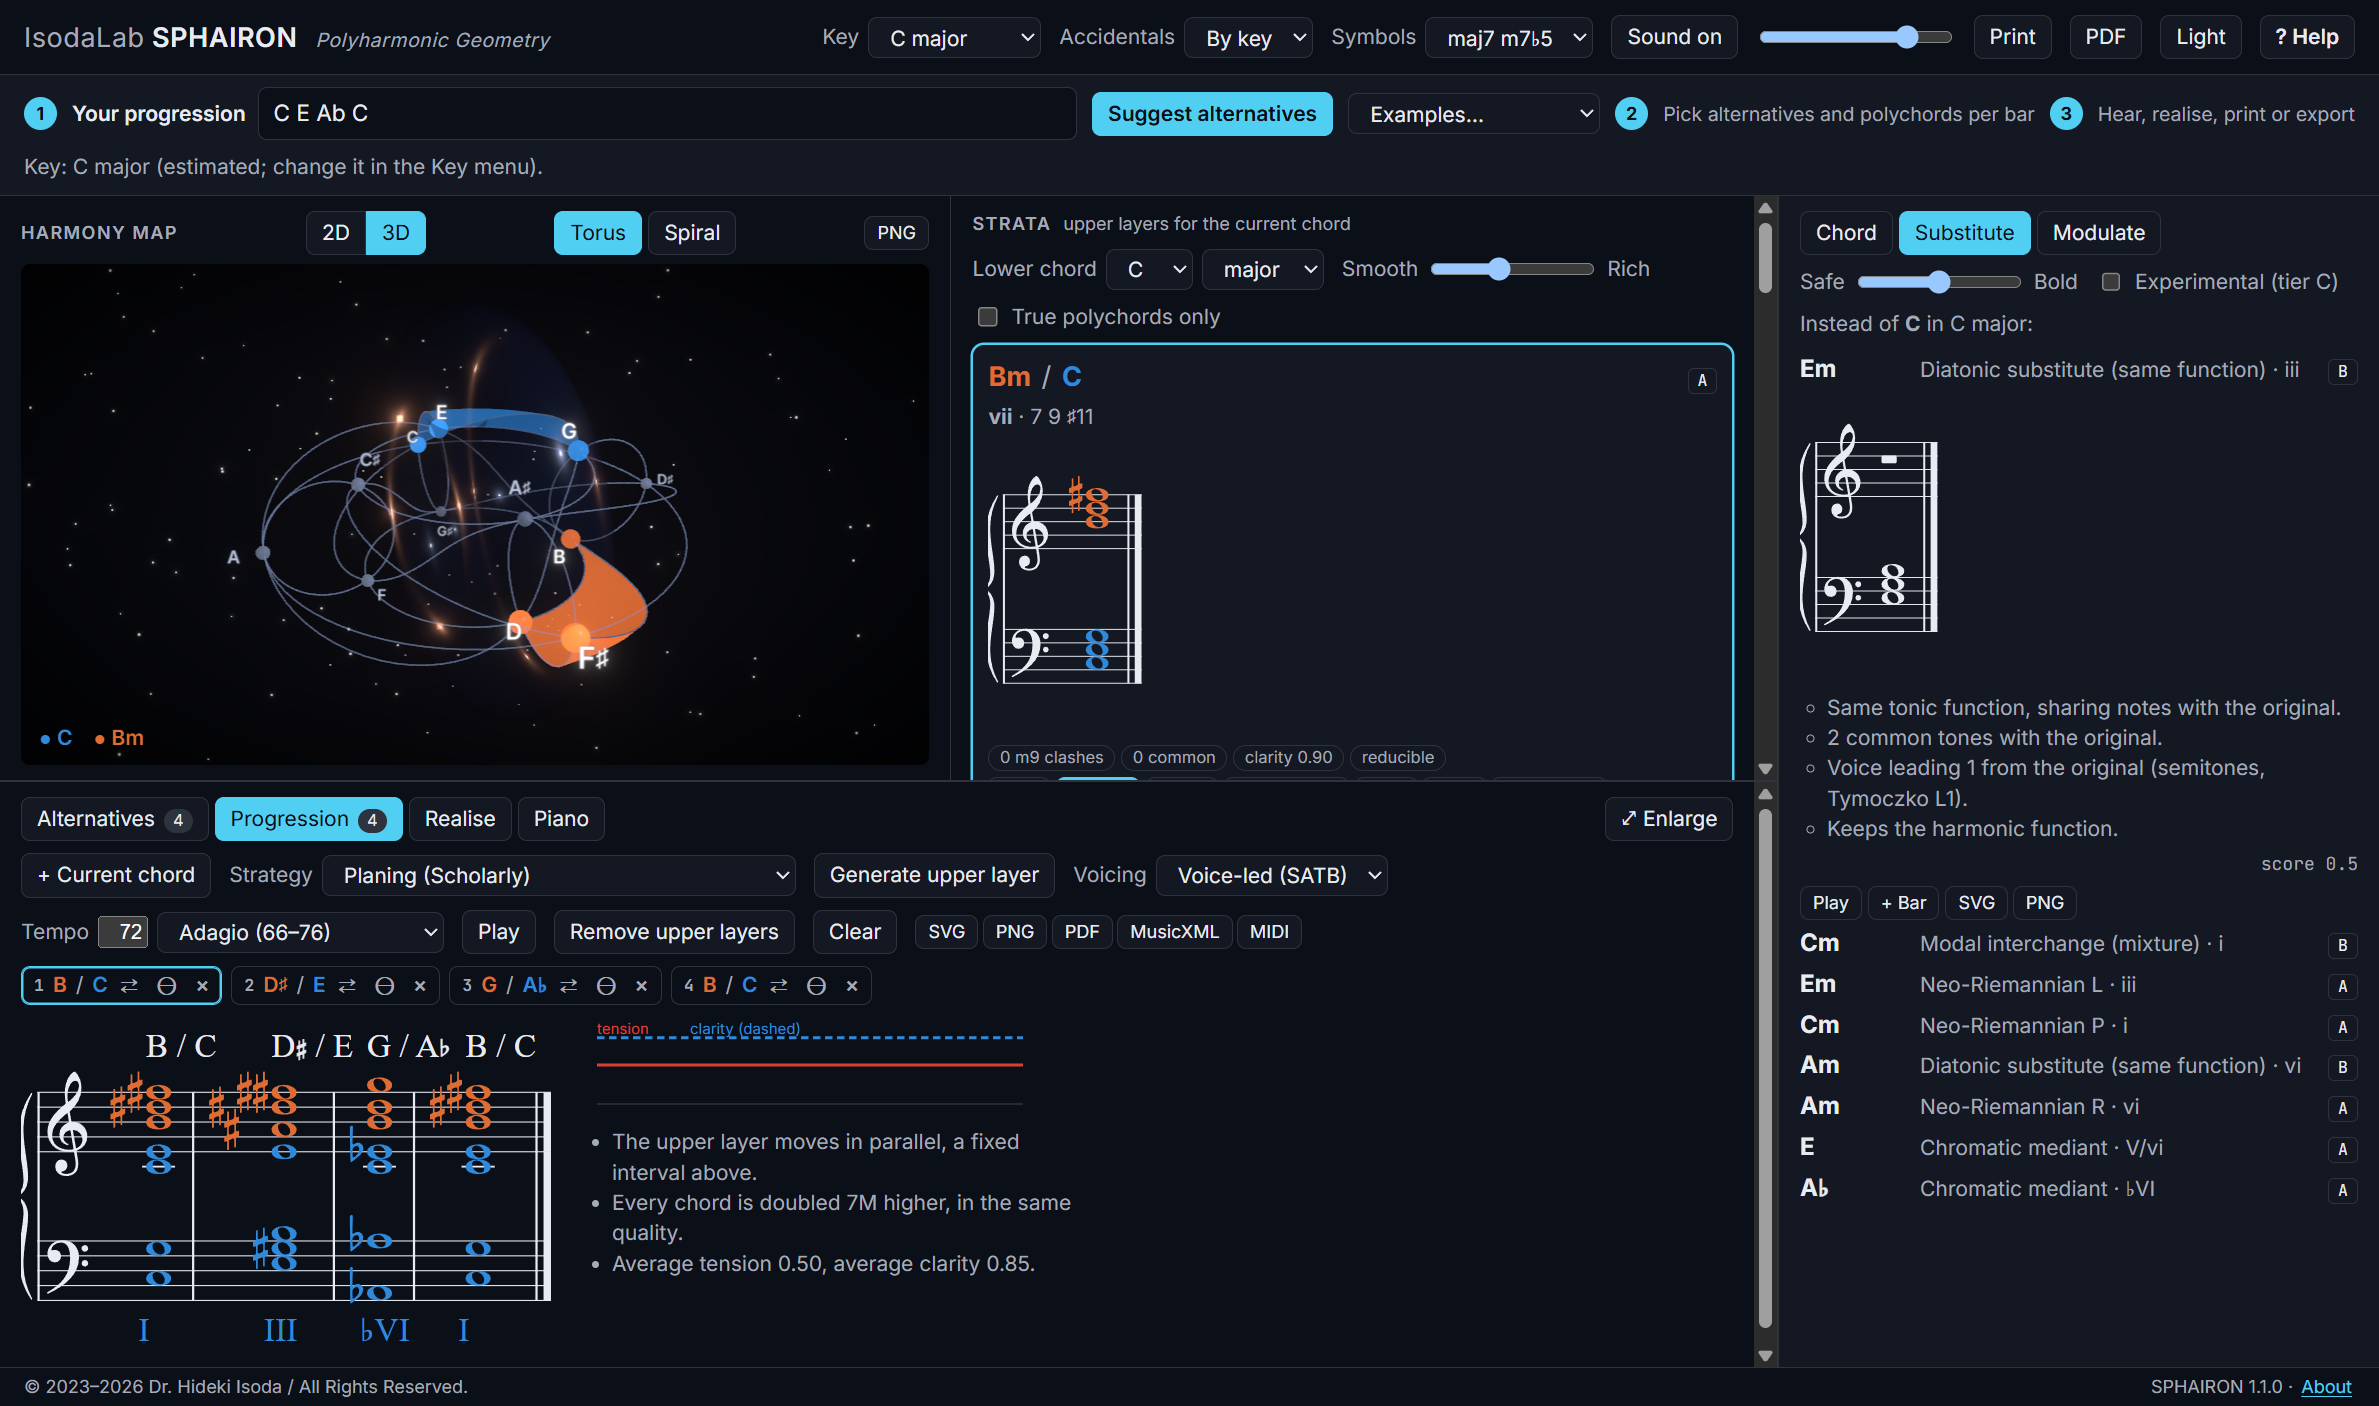 IsodaLab SPHAIRON Polyharmonic Geometry
Key C major Accidentals By key Symbols maj7 m7♭5 Sound on Print PDF Light ? Help
1 Your progression C E Ab C Suggest alternatives Examples... 2 Pick alternatives and polychords per bar 3 Hear, realise, print or export
Key: C major (estimated; change it in the Key menu).
HARMONY MAP 2D 3D Torus Spiral PNG
E
C
G
C♯
A♯
D♯
G♯
A
B
F
D
F♯
C Bm
STRATA upper layers for the current chord
Lower chord C major Smooth Rich
True polychords only
Bm / C A
vii · 7 9 ♯11
0 m9 clashes 0 common clarity 0.90 reducible
Chord Substitute Modulate
Safe Bold Experimental (tier C)
Instead of C in C major:
Em Diatonic substitute (same function) · iii B
Same tonic function, sharing notes with the original.
2 common tones with the original.
Voice leading 1 from the original (semitones,
Tymoczko L1).
Keeps the harmonic function.
score 0.5
Play + Bar SVG PNG
Cm Modal interchange (mixture) · i B
Em Neo-Riemannian L · iii A
Cm Neo-Riemannian P · i A
Am Diatonic substitute (same function) · vi B
Am Neo-Riemannian R · vi A
E Chromatic mediant · V/vi A
A♭ Chromatic mediant · ♭VI A
Alternatives 4 Progression 4 Realise Piano ⤢ Enlarge
+ Current chord Strategy Planing (Scholarly) Generate upper layer Voicing Voice-led (SATB)
Tempo 72 Adagio (66–76) Play Remove upper layers Clear SVG PNG PDF MusicXML MIDI
1 B / C ⇄ ⊖ × 2 D♯ / E ⇄ ⊖ × 3 G / A♭ ⇄ ⊖ × 4 B / C ⇄ ⊖ ×
B / C D♯ / E G / A♭ B / C
I III ♭VI I
tension clarity (dashed)
The upper layer moves in parallel, a fixed
interval above.
Every chord is doubled 7M higher, in the same
quality.
Average tension 0.50, average clarity 0.85.
© 2023–2026 Dr. Hideki Isoda / All Rights Reserved.
SPHAIRON 1.1.0 · About